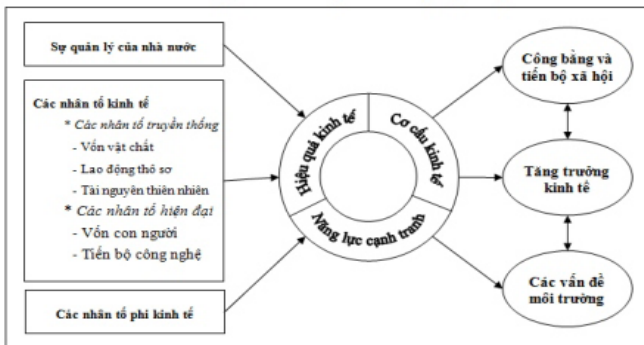 Sự quản lý của nhà nước
Các nhân tố kinh tế
* Các nhân tố truyền thống
- Vốn vật chất
- Lao động thô sơ
- Tài nguyên thiên nhiên
* Các nhân tố hiện đại
- Vốn con người
- Tiến bộ công nghệ
Các nhân tố phi kinh tế
Hiệu quả kinh tế
Cơ cấu kinh tế
Năng lực cạnh tranh
Công bằng và
tiến bộ xã hội
Tăng trưởng
kinh tế
Các vấn đề
môi trường